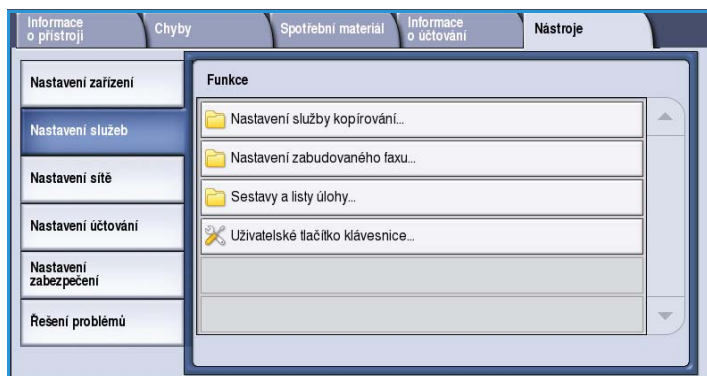 Informace
o přístroji
Chyby
Spotřební materiál
Informace
o účtování
Nástroje
Nastavení zařízení
Nastavení služeb
Nastavení sítě
Nastavení účtování
Nastavení
zabezpečení
Řešení problémů
Funkce
Nastavení služby kopírování...
Nastavení zabudovaného faxu...
Sestavy a listy úlohy...
Uživatelské tlačítko klávesnice...